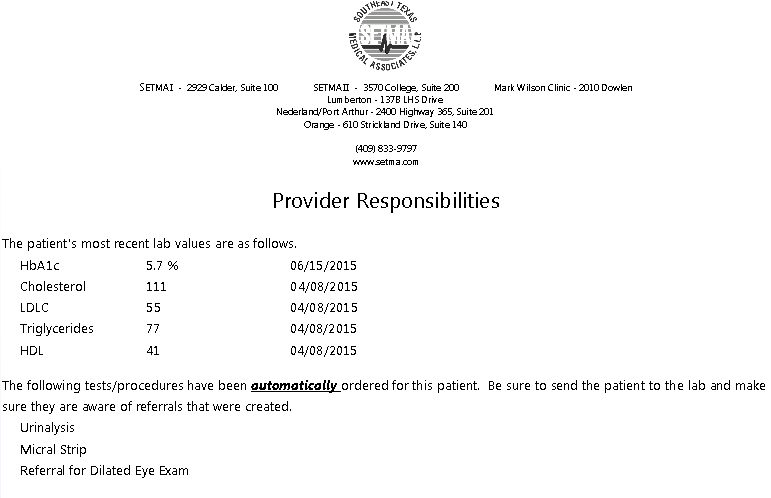 SOUTHEAST TEXAS
SETMA
MEDICAL ASSOCIATES, L.L.P.
SETMA I - 2929 Calder, Suite 100 SETMA II - 3570 College, Suite 200 Mark Wilson Clinic - 2010 Dowlen
Lumberton - 137B LHS Drive
Nederland/Port Arthur - 2400 Highway 365, Suite 201
Orange - 610 Strickland Drive, Suite 140
(409) 833-9797
www.setma.com
Provider Responsibilities
The patient's most recent lab values are as follows.
HbA1c 5.7 % 06/15/2015
Cholesterol 111 04/08/2015
LDLC 55 04/08/2015
Triglycerides 77 04/08/2015
HDL 41 04/08/2015
The following tests/procedures have been automatically ordered for this patient. Be sure to send the patient to the lab and make
sure they are aware of referrals that were created.
Urinalysis
Micral Strip
Referral for Dilated Eye Exam